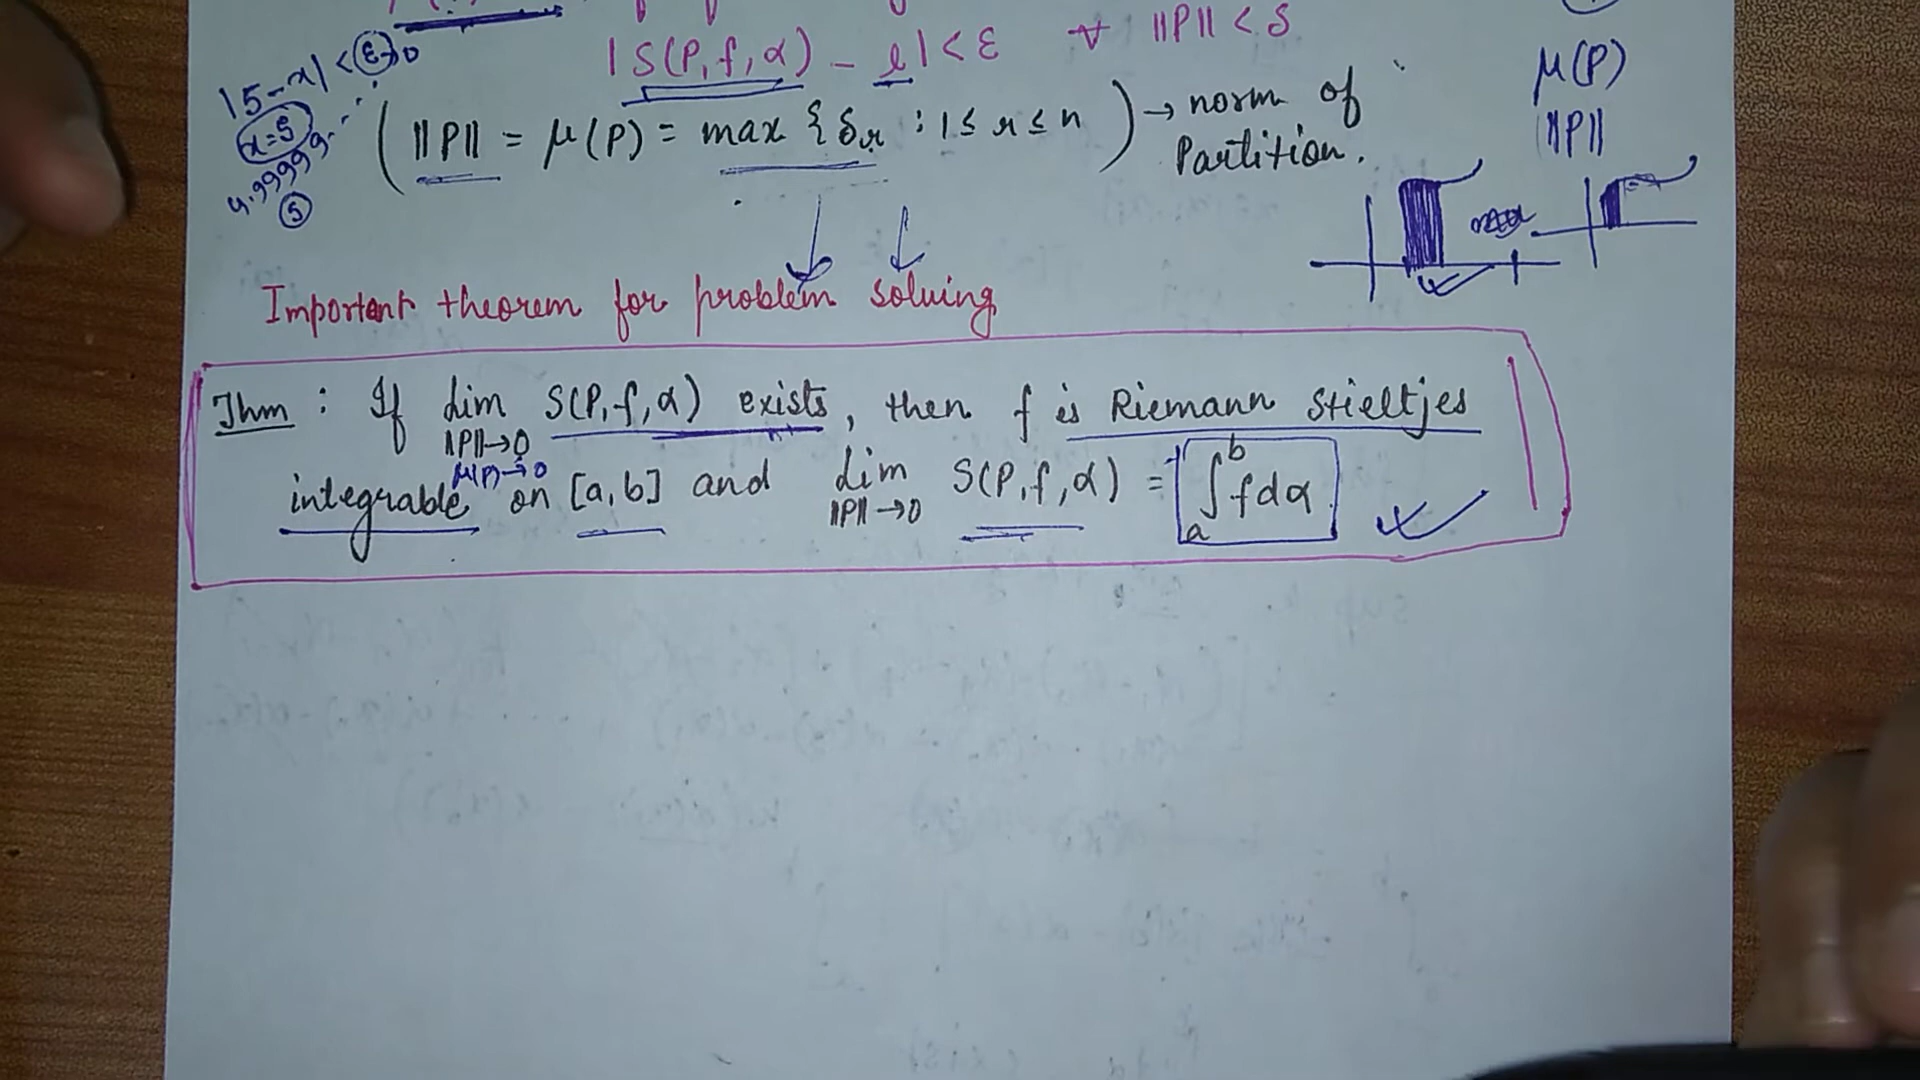 |S(P,f,α) - l| < ε ∀ ||P|| < δ
|5-x| < ε → 0
x=5
4.99999...
5
(||P|| = μ(P) = max {δr : 1 ≤ r ≤ n) → norm of
Partition.
μ(P)
||P||
Important theorem for problem solving
Thm : If lim S(P,f,α) exists, then f is Riemann Stieltjes
||P||→0
μ(P)→0
integrable on [a,b] and lim S(P,f,α) = ∫ₐᵇ f dα
||P||→0